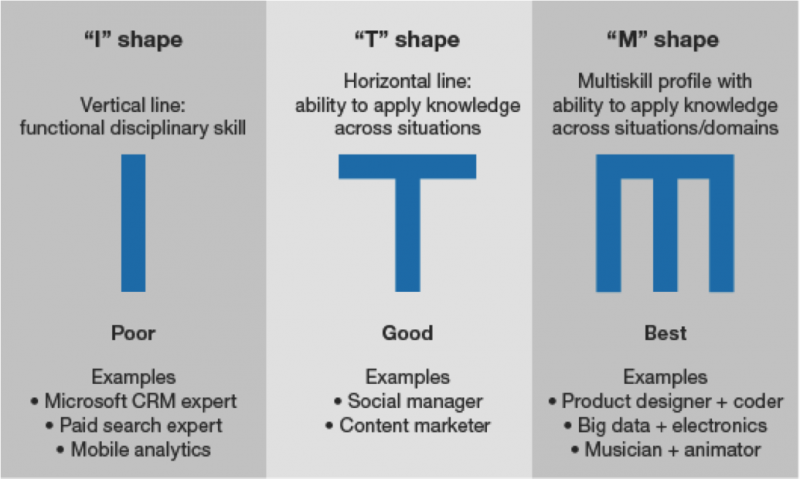 “I” shape
Vertical line:
functional disciplinary skill
Poor
Examples
• Microsoft CRM expert
• Paid search expert
• Mobile analytics
“T” shape
Horizontal line:
ability to apply knowledge
across situations
Good
Examples
• Social manager
• Content marketer
“M” shape
Multiskill profile with
ability to apply knowledge
across situations/domains
Best
Examples
• Product designer + coder
• Big data + electronics
• Musician + animator